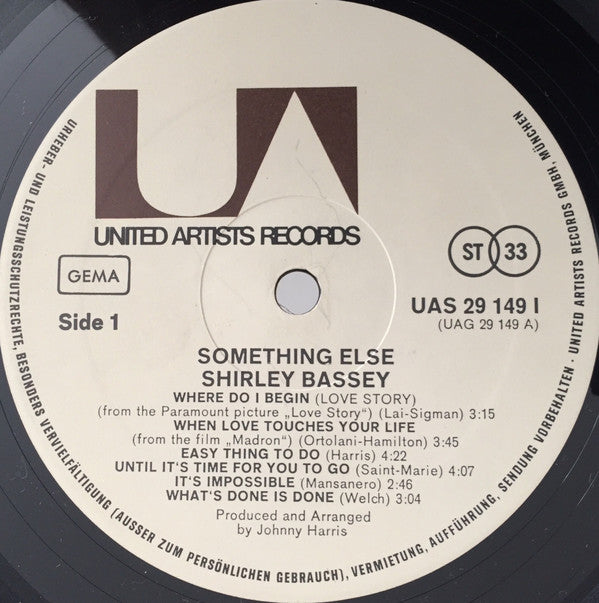 UA
UNITED ARTISTS RECORDS
GEMA
Side 1
ST 33
UAS 29 149 I
(UAG 29 149 A)
SOMETHING ELSE
SHIRLEY BASSEY
WHERE DO I BEGIN (LOVE STORY)
(from the Paramount picture „Love Story“) (Lai-Sigman) 3:15
WHEN LOVE TOUCHES YOUR LIFE
(from the film „Madron“) (Ortolani-Hamilton) 3:45
EASY THING TO DO (Harris) 4:22
UNTIL IT'S TIME FOR YOU TO GO (Saint-Marie) 4:07
IT'S IMPOSSIBLE (Mansanero) 2:46
WHAT'S DONE IS DONE (Welch) 3:04
Produced and Arranged
by Johnny Harris
URHEBER- UND LEISTUNGSSCHUTZRECHTE, BESONDERS VERVIELFÄLTIGUNG (AUSSER ZUM PERSÖNLICHEN GEBRAUCH), VERMIETUNG, AUFFÜHRUNG, SENDUNG VORBEHALTEN · UNITED ARTISTS RECORDS GMBH, MÜNCHEN